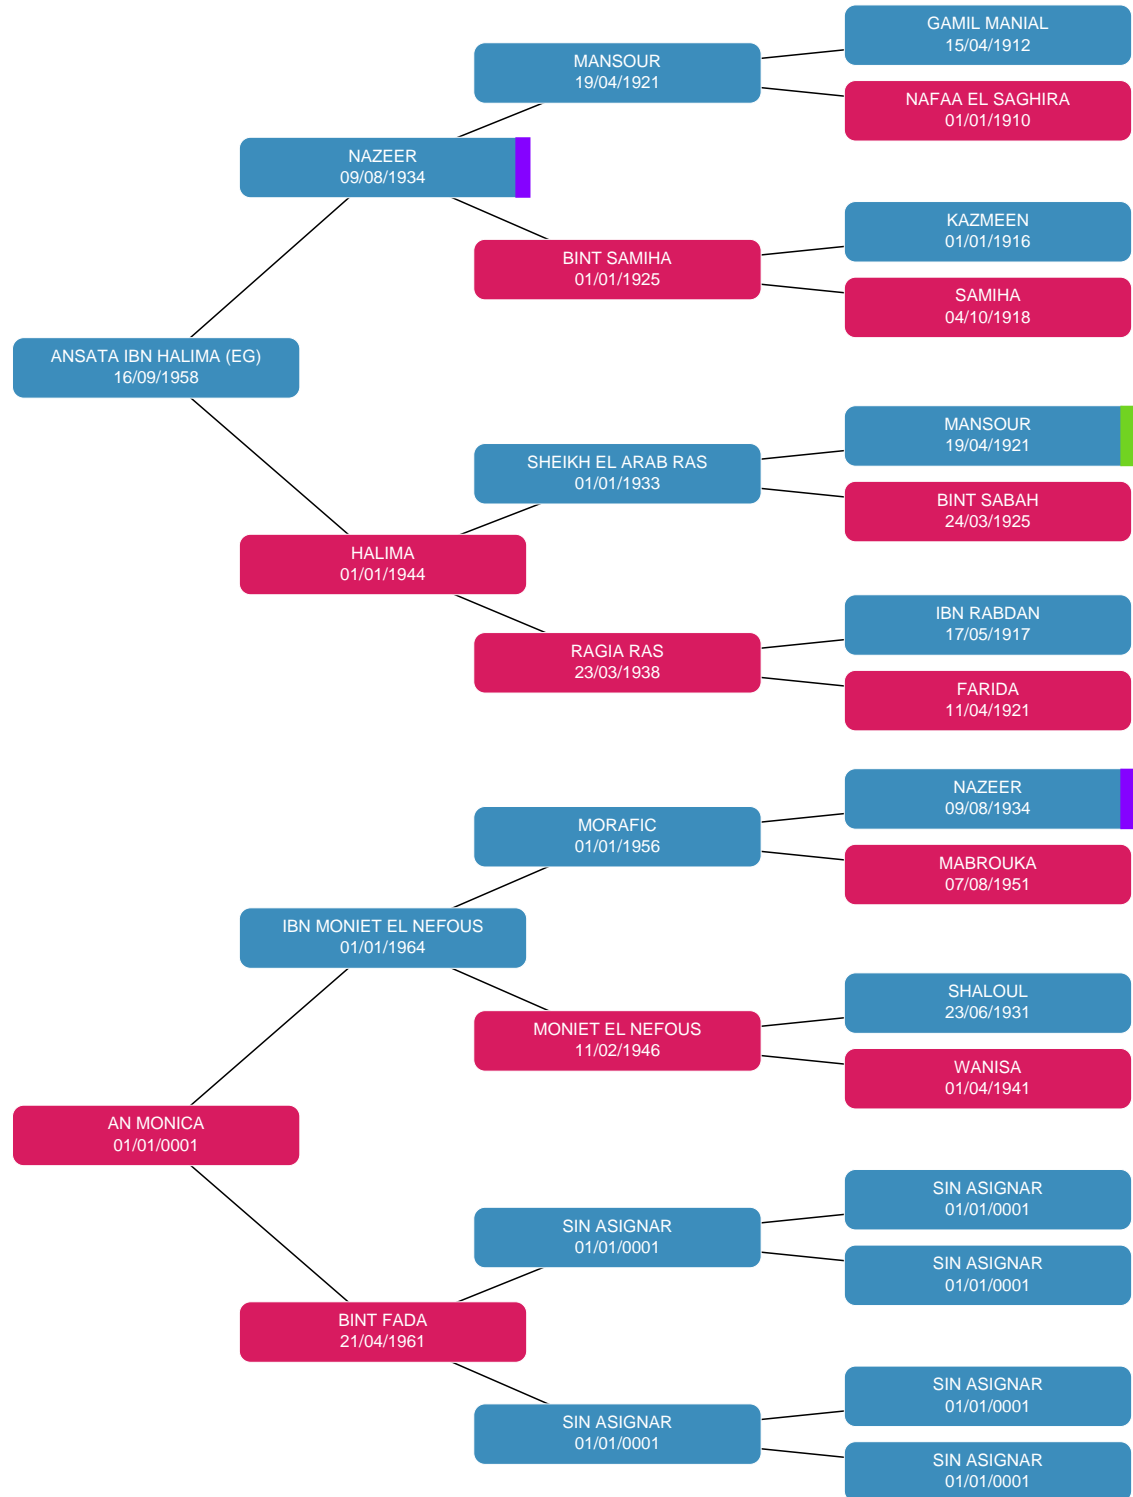 GAMIL MANIAL
15/04/1912
MANSOUR
19/04/1921
NAFAA EL SAGHIRA
01/01/1910
NAZEER
09/08/1934
KAZMEEN
01/01/1916
BINT SAMIHA
01/01/1925
SAMIHA
04/10/1918
ANSATA IBN HALIMA (EG)
16/09/1958
MANSOUR
19/04/1921
SHEIKH EL ARAB RAS
01/01/1933
BINT SABAH
24/03/1925
HALIMA
01/01/1944
IBN RABDAN
17/05/1917
RAGIA RAS
23/03/1938
FARIDA
11/04/1921
NAZEER
09/08/1934
MORAFIC
01/01/1956
MABROUKA
07/08/1951
IBN MONIET EL NEFOUS
01/01/1964
SHALOUL
23/06/1931
MONIET EL NEFOUS
11/02/1946
WANISA
01/04/1941
AN MONICA
01/01/0001
SIN ASIGNAR
01/01/0001
SIN ASIGNAR
01/01/0001
SIN ASIGNAR
01/01/0001
BINT FADA
21/04/1961
SIN ASIGNAR
01/01/0001
SIN ASIGNAR
01/01/0001
SIN ASIGNAR
01/01/0001